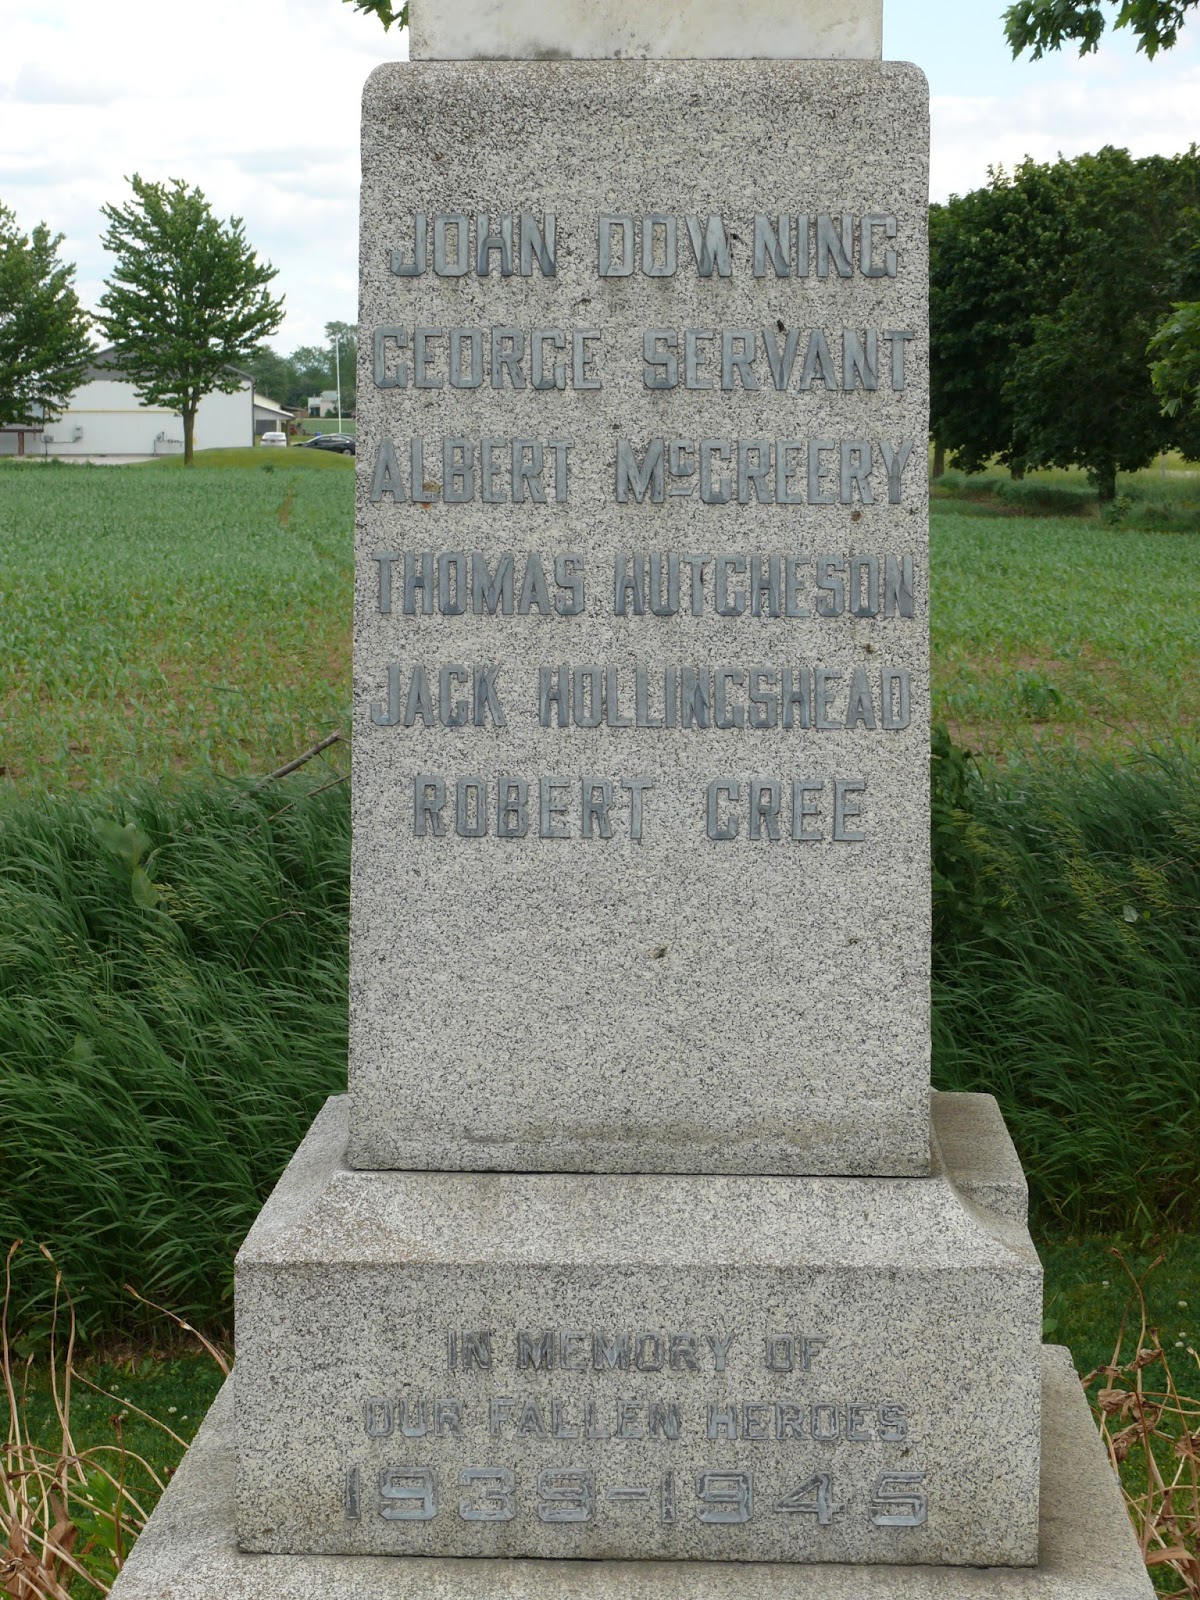 JOHN DOWNING
GEORGE SERVANT
ALBERT McCREERY
THOMAS HUTCHESON
JACK HOLLINGSHEAD
ROBERT CREE
IN MEMORY OF
OUR FALLEN HEROES
1939-1945